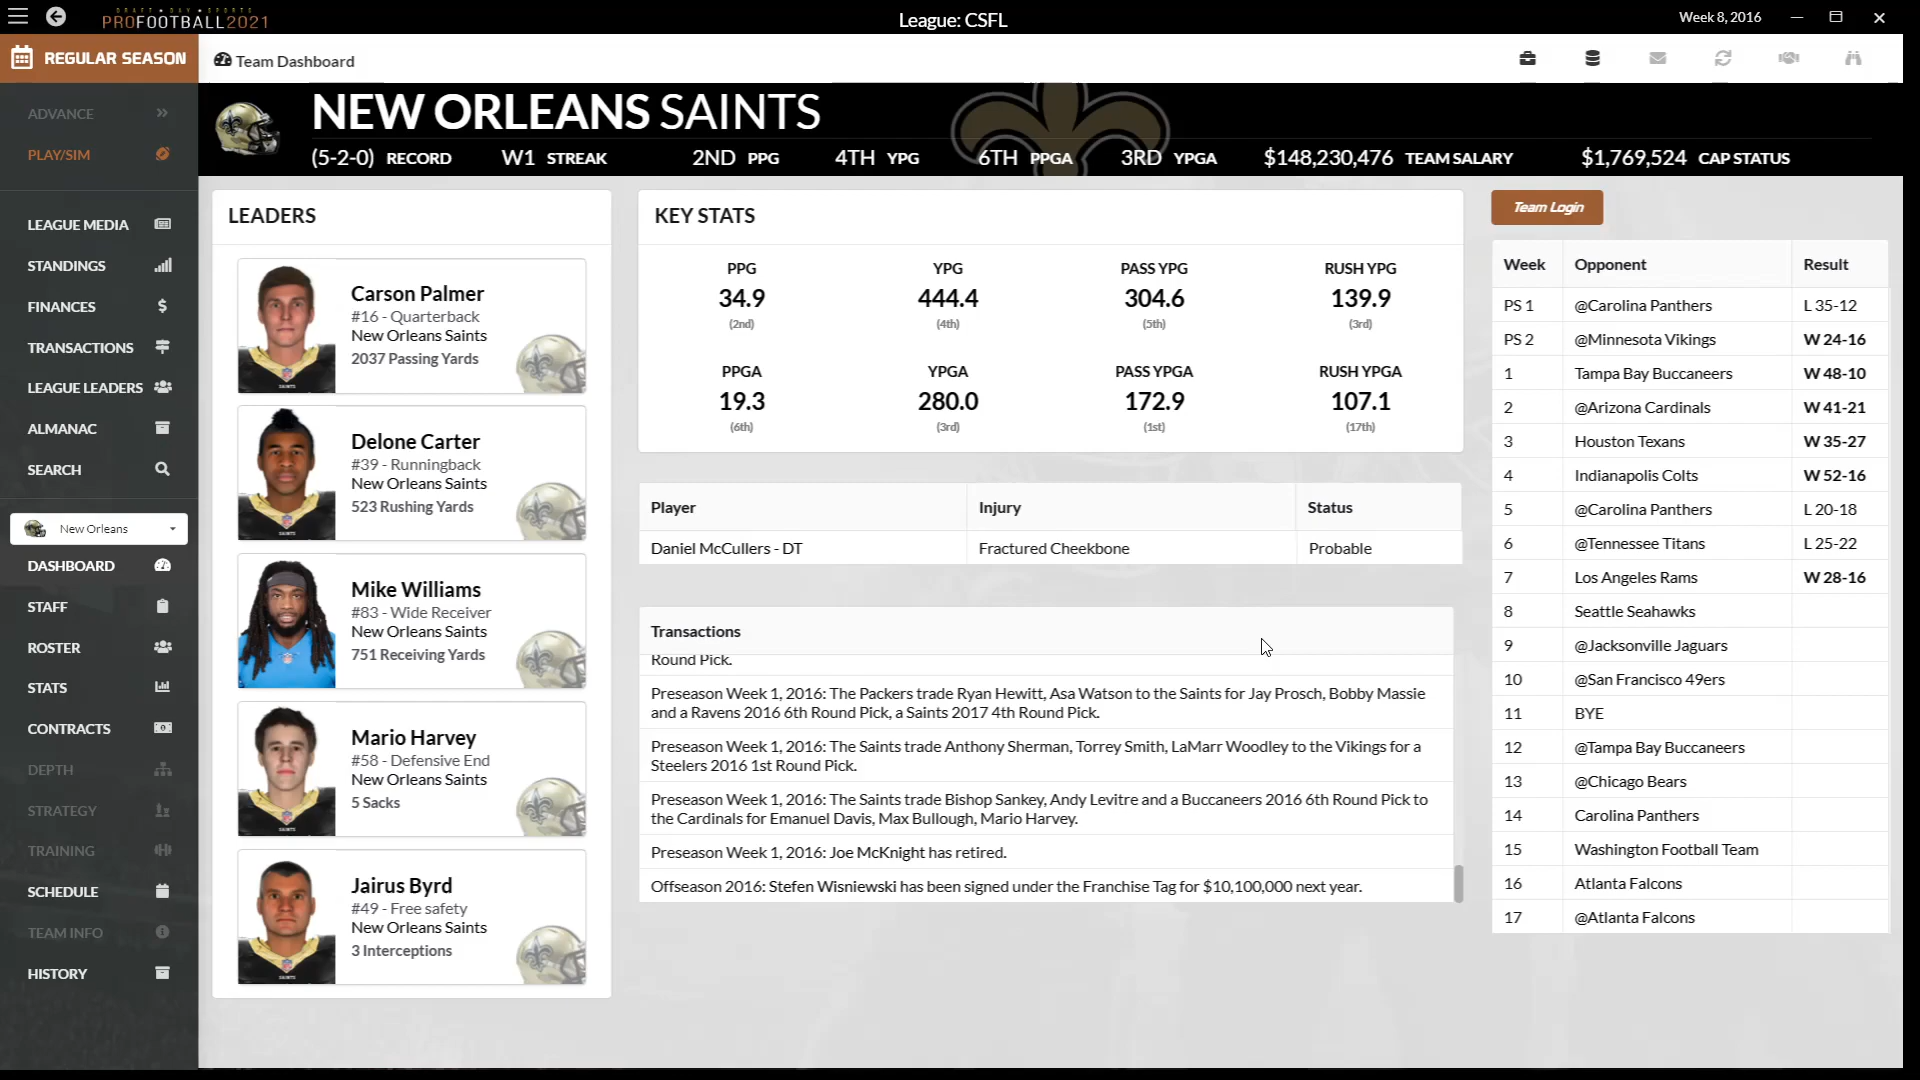 DRAFT DAY SPORTS
PROFOOTBALL2021
League: CSFL
Week 8, 2016
REGULAR SEASON
Team Dashboard
ADVANCE
PLAY/SIM
LEAGUE MEDIA
STANDINGS
FINANCES
TRANSACTIONS
LEAGUE LEADERS
ALMANAC
SEARCH
New Orleans
DASHBOARD
STAFF
ROSTER
STATS
CONTRACTS
DEPTH
STRATEGY
TRAINING
SCHEDULE
TEAM INFO
HISTORY
NEW ORLEANS SAINTS
(5-2-0) RECORD W1 STREAK 2ND PPG 4TH YPG 6TH PPGA 3RD YPGA $148,230,476 TEAM SALARY $1,769,524 CAP STATUS
LEADERS
Carson Palmer
#16 - Quarterback
New Orleans Saints
2037 Passing Yards
Delone Carter
#39 - Runningback
New Orleans Saints
523 Rushing Yards
Mike Williams
#83 - Wide Receiver
New Orleans Saints
751 Receiving Yards
Mario Harvey
#58 - Defensive End
New Orleans Saints
5 Sacks
Jairus Byrd
#49 - Free safety
New Orleans Saints
3 Interceptions
KEY STATS
PPG YPG PASS YPG RUSH YPG
34.9 444.4 304.6 139.9
(2nd) (4th) (5th) (3rd)
PPGA YPGA PASS YPGA RUSH YPGA
19.3 280.0 172.9 107.1
(6th) (3rd) (1st) (17th)
Player Injury Status
Daniel McCullers - DT Fractured Cheekbone Probable
Transactions
Round Pick.
Preseason Week 1, 2016: The Packers trade Ryan Hewitt, Asa Watson to the Saints for Jay Prosch, Bobby Massie
and a Ravens 2016 6th Round Pick, a Saints 2017 4th Round Pick.
Preseason Week 1, 2016: The Saints trade Anthony Sherman, Torrey Smith, LaMarr Woodley to the Vikings for a
Steelers 2016 1st Round Pick.
Preseason Week 1, 2016: The Saints trade Bishop Sankey, Andy Levitre and a Buccaneers 2016 6th Round Pick to
the Cardinals for Emanuel Davis, Max Bullough, Mario Harvey.
Preseason Week 1, 2016: Joe McKnight has retired.
Offseason 2016: Stefen Wisniewski has been signed under the Franchise Tag for $10,100,000 next year.
Team Login
Week Opponent Result
PS 1 @Carolina Panthers L 35-12
PS 2 @Minnesota Vikings W 24-16
1 Tampa Bay Buccaneers W 48-10
2 @Arizona Cardinals W 41-21
3 Houston Texans W 35-27
4 Indianapolis Colts W 52-16
5 @Carolina Panthers L 20-18
6 @Tennessee Titans L 25-22
7 Los Angeles Rams W 28-16
8 Seattle Seahawks
9 @Jacksonville Jaguars
10 @San Francisco 49ers
11 BYE
12 @Tampa Bay Buccaneers
13 @Chicago Bears
14 Carolina Panthers
15 Washington Football Team
16 Atlanta Falcons
17 @Atlanta Falcons